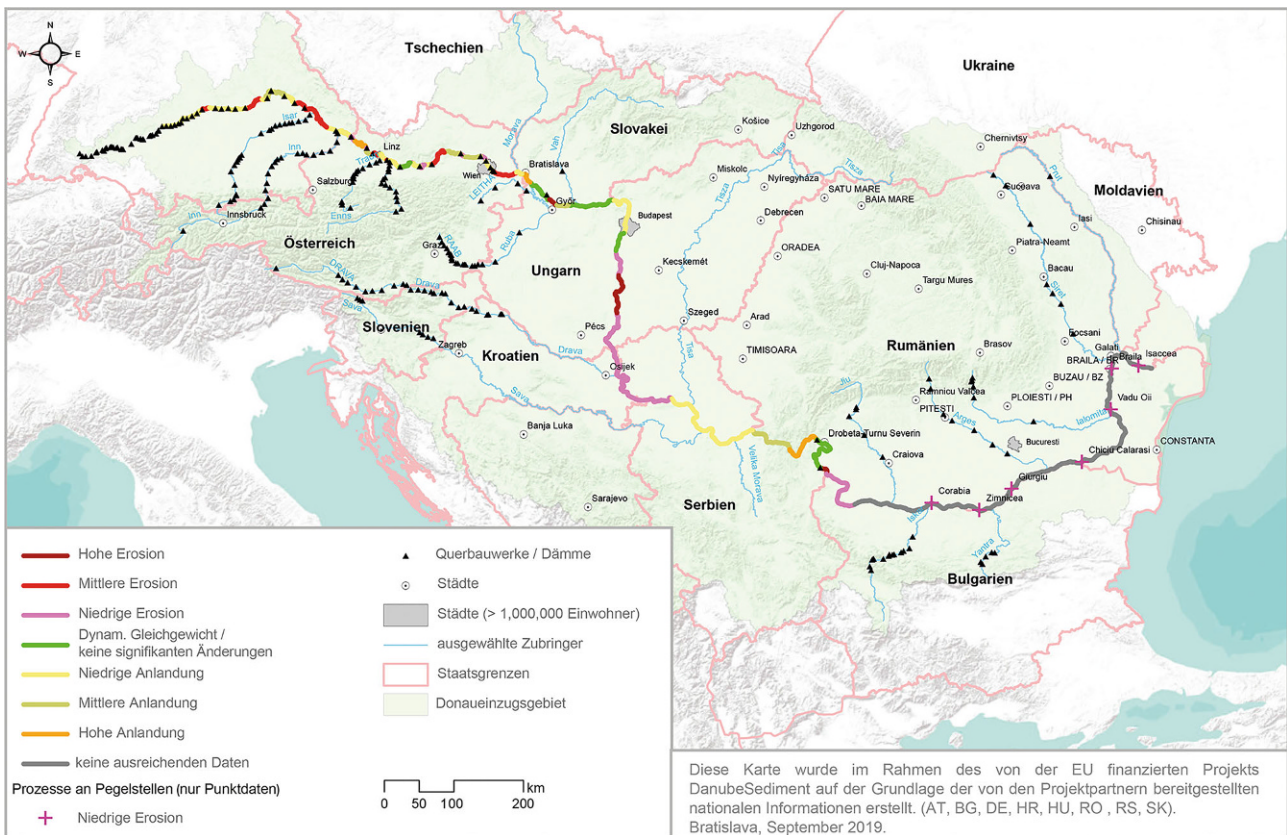 N
W
E
S
Tschechien
Ukraine
Slovakei
Košice
Uzhgorod
Chernivtsy
Morava
Vah
Isar
Inn
Linz
Traun
Wien
Bratislava
LEITHA
Győr
Miskolc
Nyíregyháza
Tisa
Tisza
Tisza
SATU MARE
BAIA MARE
Suceava
Prut
Moldavien
Iasi
Chisinau
Salzburg
Inn
Innsbruck
Enns
Österreich
Graz
RAAB
Ruba
Budapest
Debrecen
ORADEA
Piatra-Neamt
Ungarn
Kecskemét
Cluj-Napoca
Targu Mures
Bacau
Siret
DRAVA
Drava
Sava
Slovenien
Zagreb
Pécs
Szeged
Arad
Kroatien
Drava
Osijek
Tisa
TIMISOARA
Rumänien
Brasov
Focsani
Galati
BRAILA / BR
Braila
Isaccea
BUZAU / BZ
Sava
Banja Luka
Jiu
Ramnicu Valcea
PITEȘTI
PLOIESTI / PH
Vadu Oii
Ialomita
Arges
Bucuresti
Drobeta-Turnu Severin
Craiova
Chiciu Calarasi
CONSTANTA
Velika Morava
Sarajevo
Serbien
Giurgiu
Corabia
Zimnicea
Yantra
Bulgarien
Hohe Erosion
Mittlere Erosion
Niedrige Erosion
Dynam. Gleichgewicht /
keine signifikanten Änderungen
Niedrige Anlandung
Mittlere Anlandung
Hohe Anlandung
keine ausreichenden Daten
Prozesse an Pegelstellen (nur Punktdaten)
Niedrige Erosion
Querbauwerke / Dämme
Städte
Städte (> 1,000,000 Einwohner)
ausgewählte Zubringer
Staatsgrenzen
Donaueinzugsgebiet
km
0 50 100 200
Diese Karte wurde im Rahmen des von der EU finanzierten Projekts
DanubeSediment auf der Grundlage der von den Projektpartnern bereitgestellten
nationalen Informationen erstellt. (AT, BG, DE, HR, HU, RO , RS, SK).
Bratislava, September 2019.